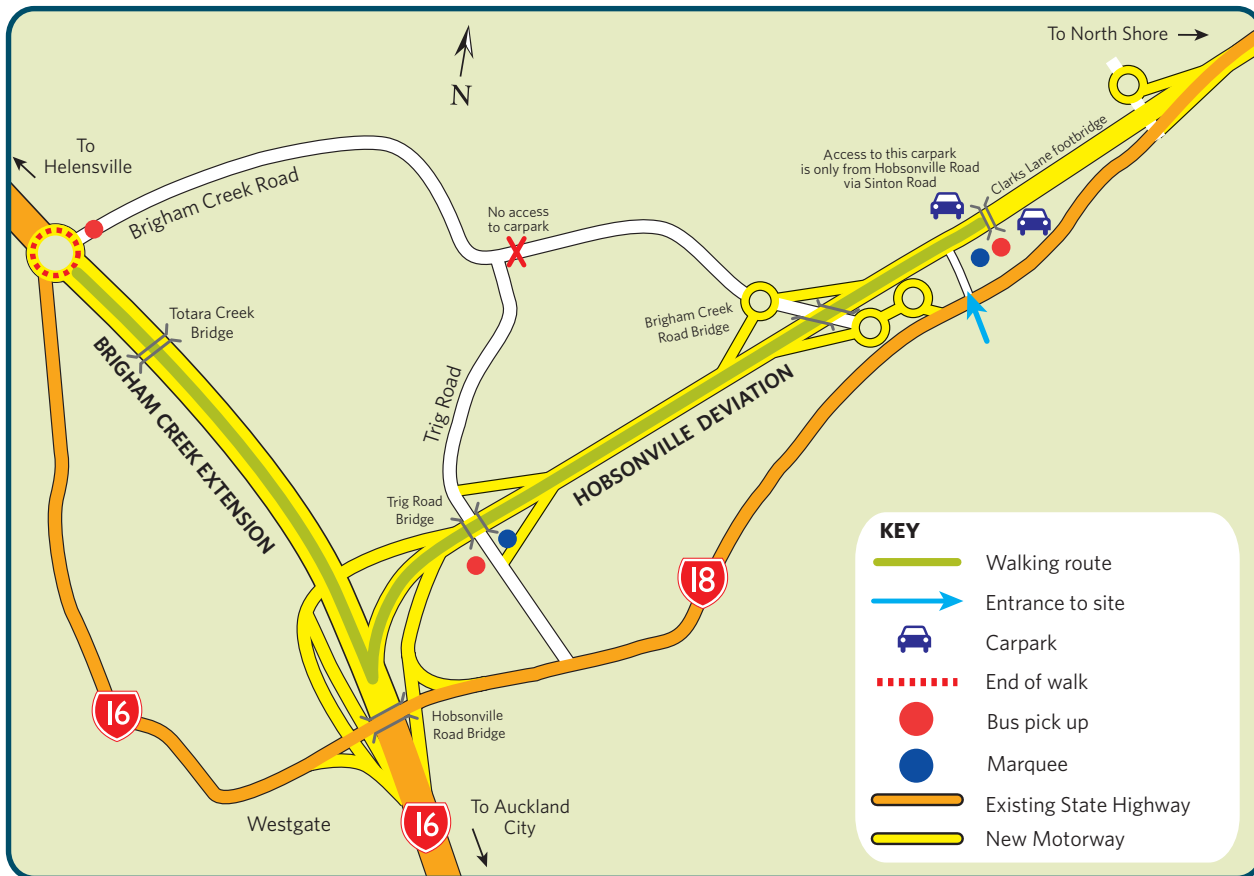 To North Shore
N
To
Helensville
Brigham Creek Road
No access
to carpark
Access to this carpark
is only from Hobsonville Road
via Sinton Road
Clarks Lane footbridge
Totara Creek
Bridge
BRIGHAM CREEK EXTENSION
Trig Road
Brigham Creek
Road Bridge
HOBSONVILLE DEVIATION
Trig Road
Bridge
18
16
Hobsonville
Road Bridge
Westgate
16
To Auckland
City
KEY
Walking route
Entrance to site
Carpark
End of walk
Bus pick up
Marquee
Existing State Highway
New Motorway